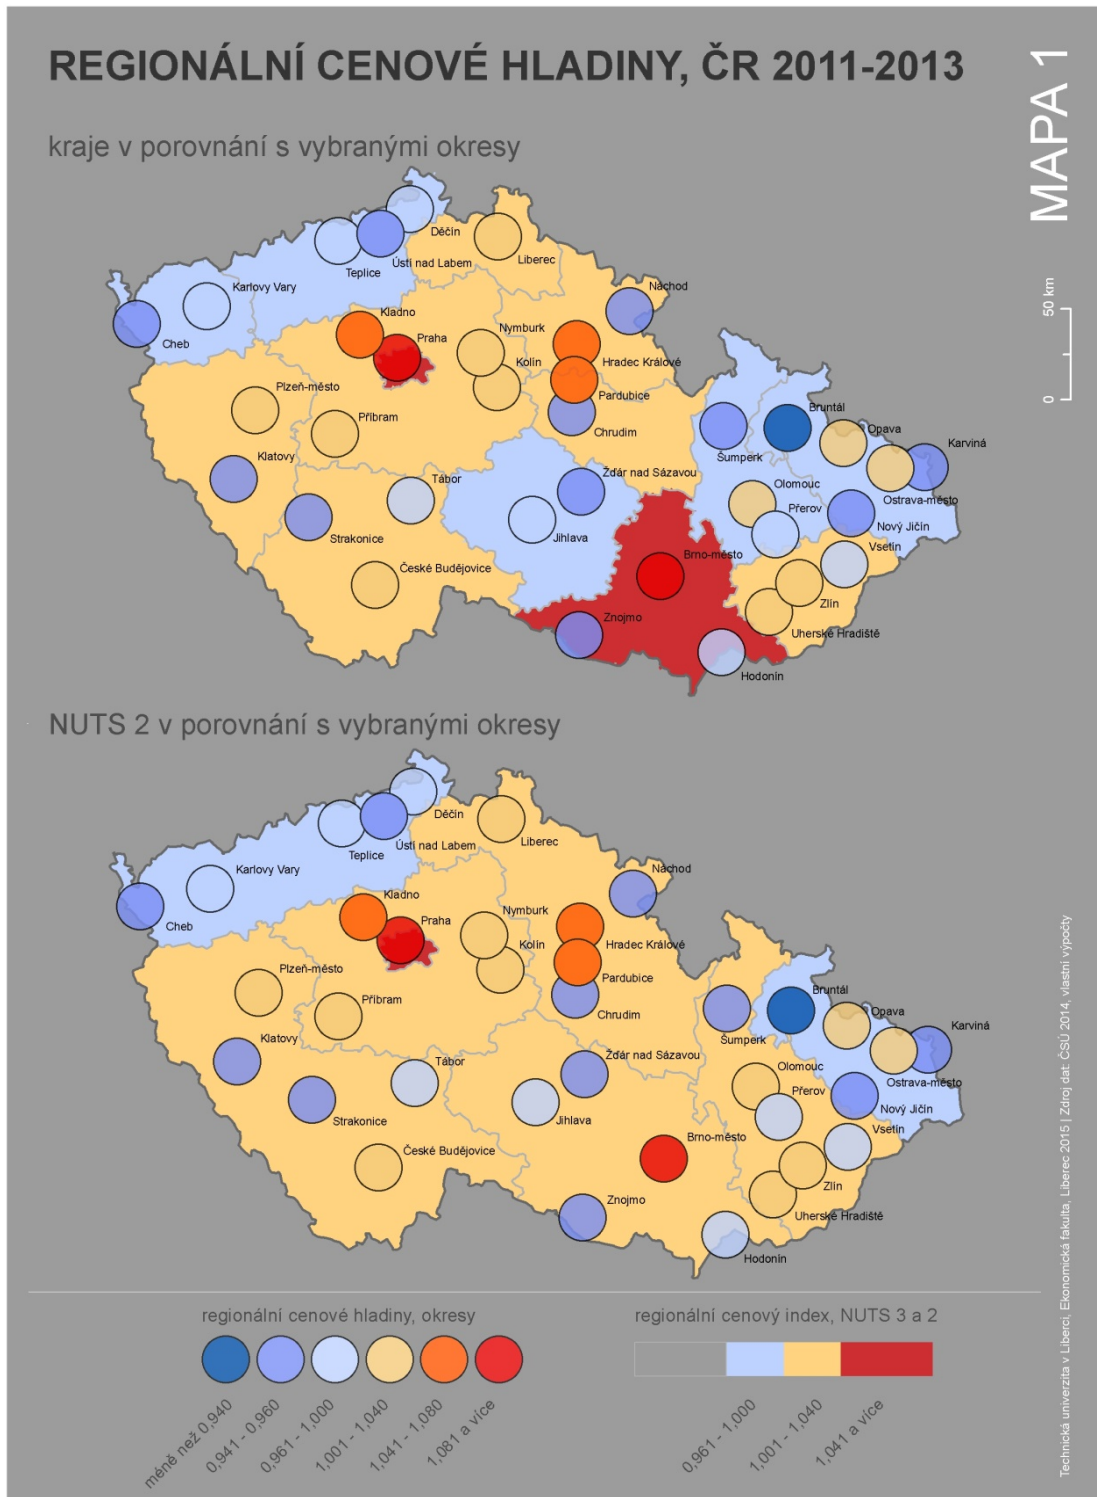 REGIONÁLNÍ CENOVÉ HLADINY, ČR 2011-2013
MAPA 1
kraje v porovnání s vybranými okresy
Děčín
Liberec
Ústí nad Labem
Teplice
Karlovy Vary
Cheb
Náchod
Kladno
Praha
Nymburk
Kolín
Hradec Králové
Pardubice
Chrudim
Plzeň-město
Příbram
Klatovy
Tábor
Strakonice
České Budějovice
Žďár nad Sázavou
Jihlava
Šumperk
Bruntál
Opava
Karviná
Ostrava-město
Olomouc
Přerov
Nový Jičín
Vsetín
Brno-město
Zlín
Uherské Hradiště
Znojmo
Hodonín
50 km
0
NUTS 2 v porovnání s vybranými okresy
Děčín
Liberec
Ústí nad Labem
Teplice
Karlovy Vary
Cheb
Náchod
Kladno
Praha
Nymburk
Kolín
Hradec Králové
Pardubice
Chrudim
Plzeň-město
Příbram
Klatovy
Tábor
Strakonice
České Budějovice
Žďár nad Sázavou
Jihlava
Šumperk
Bruntál
Opava
Karviná
Ostrava-město
Olomouc
Přerov
Nový Jičín
Vsetín
Brno-město
Zlín
Uherské Hradiště
Znojmo
Hodonín
regionální cenové hladiny, okresy
méně než 0,940
0,941 - 0,960
0,961 - 1,000
1,001 - 1,040
1,041 - 1,080
1,081 a více
regionální cenový index, NUTS 3 a 2
0,961 - 1,000
1,001 - 1,040
1,041 a více
Technická univerzita v Liberci, Ekonomická fakulta, Liberec 2015 | Zdroj dat: ČSÚ 2014, vlastní výpočty